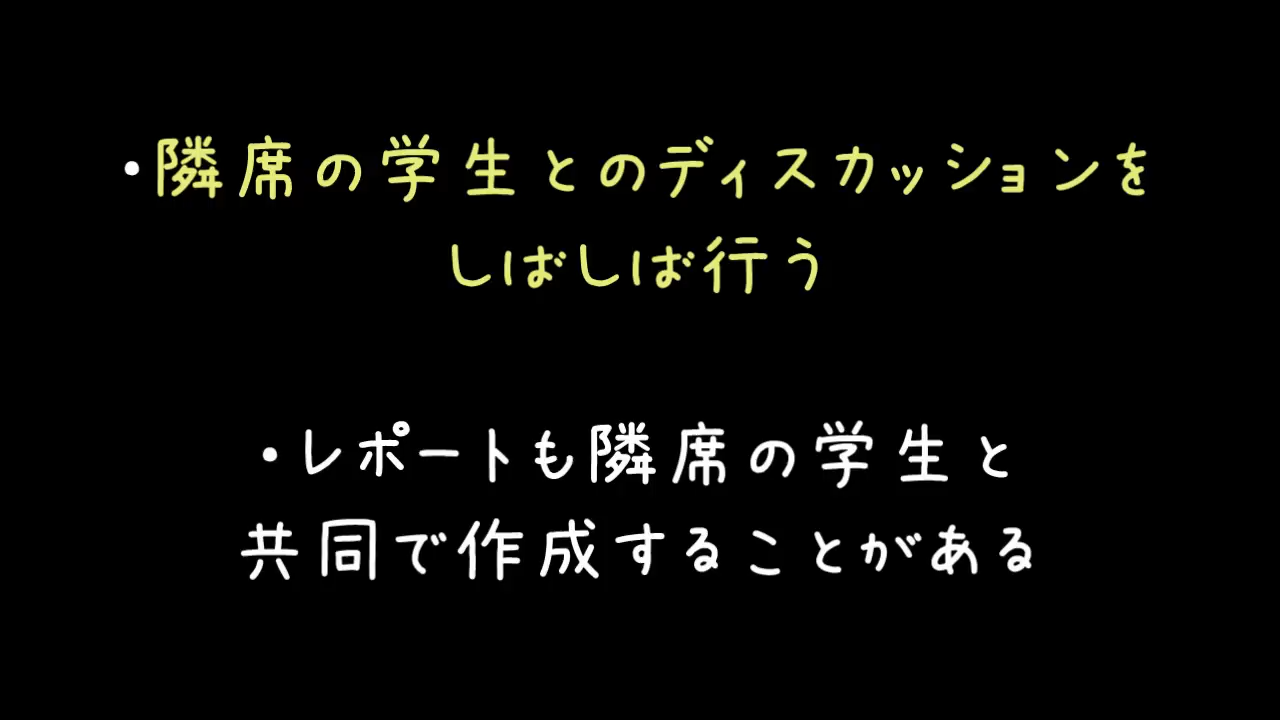 ・隣席の学生とのディスカッションを
しばしば行う
・レポートも隣席の学生と
共同で作成することがある